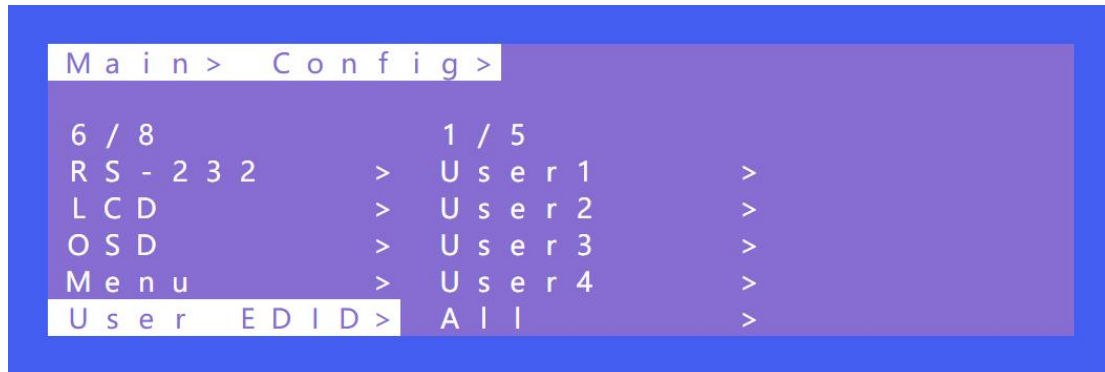 Main> Config>
6/8 1/5
RS-232 > User1 >
LCD > User2 >
OSD > User3 >
Menu > User4 >
User EDID> All >